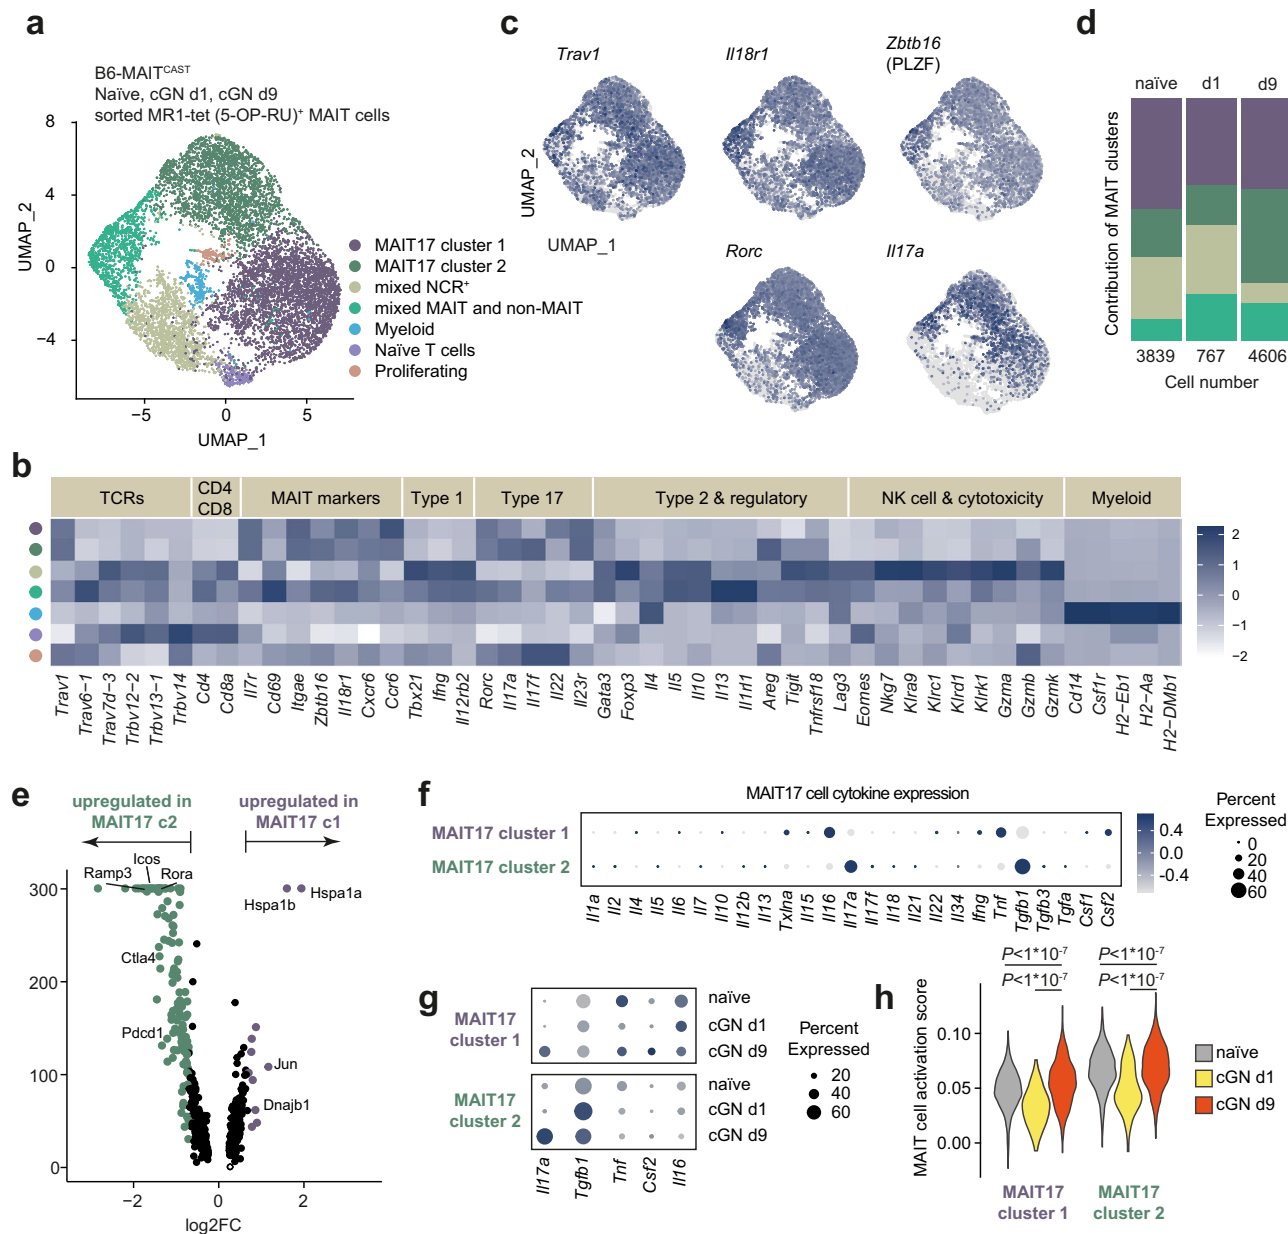 a
B6-MAIT^CAST
Naïve, cGN d1, cGN d9
sorted MR1-tet (5-OP-RU)⁺ MAIT cells
8
4
0
−4
UMAP_2
−5
0
5
UMAP_1
MAIT17 cluster 1
MAIT17 cluster 2
mixed NCR⁺
mixed MAIT and non-MAIT
Myeloid
Naïve T cells
Proliferating
c
Trav1
Il18r1
Zbtb16
(PLZF)
UMAP_2
UMAP_1
Rorc
Il17a
d
naïve
d1
d9
Contribution of MAIT clusters
3839
767
4606
Cell number
b
TCRs
CD4
CD8
MAIT markers
Type 1
Type 17
Type 2 & regulatory
NK cell & cytotoxicity
Myeloid
2
1
0
−1
−2
Trav1
Trav6−1
Trav7d−3
Trbv12−2
Trbv13−1
Trbv14
Cd4
Cd8a
Il7r
Cd69
Itgae
Zbtb16
Il18r1
Cxcr6
Ccr6
Tbx21
Ifng
Il12rb2
Rorc
Il17a
Il17f
Il22
Il23r
Gata3
Foxp3
Il4
Il5
Il10
Il13
Il1rl1
Areg
Tigit
Tnfrsf18
Lag3
Eomes
Nkg7
Klra9
Klrc1
Klrd1
Klrk1
Gzma
Gzmb
Gzmk
Cd14
Csf1r
H2−Eb1
H2−Aa
H2−DMb1
e
upregulated in
MAIT17 c2
upregulated in
MAIT17 c1
Icos
Ramp3
Rora
Hspa1a
Hspa1b
Ctla4
Pdcd1
Jun
Dnajb1
300
200
100
0
−2
0
2
log2FC
f
MAIT17 cell cytokine expression
MAIT17 cluster 1
MAIT17 cluster 2
0.4
0.0
−0.4
Percent
Expressed
0
20
40
60
Il1a
Il2
Il4
Il5
Il6
Il7
Il10
Il12b
Il13
Txlna
Il15
Il16
Il17a
Il17f
Il18
Il21
Il22
Il34
Ifng
Tnf
Tgfb1
Tgfb3
Tgfa
Csf1
Csf2
g
MAIT17
cluster 1
naïve
cGN d1
cGN d9
MAIT17
cluster 2
naïve
cGN d1
cGN d9
Il17a
Tgfb1
Tnf
Csf2
Il16
Percent
Expressed
20
40
60
h
P<1*10⁻⁷
P<1*10⁻⁷
P<1*10⁻⁷
P<1*10⁻⁷
MAIT cell activation score
0.10
0.05
0.00
MAIT17
cluster 1
MAIT17
cluster 2
naïve
cGN d1
cGN d9